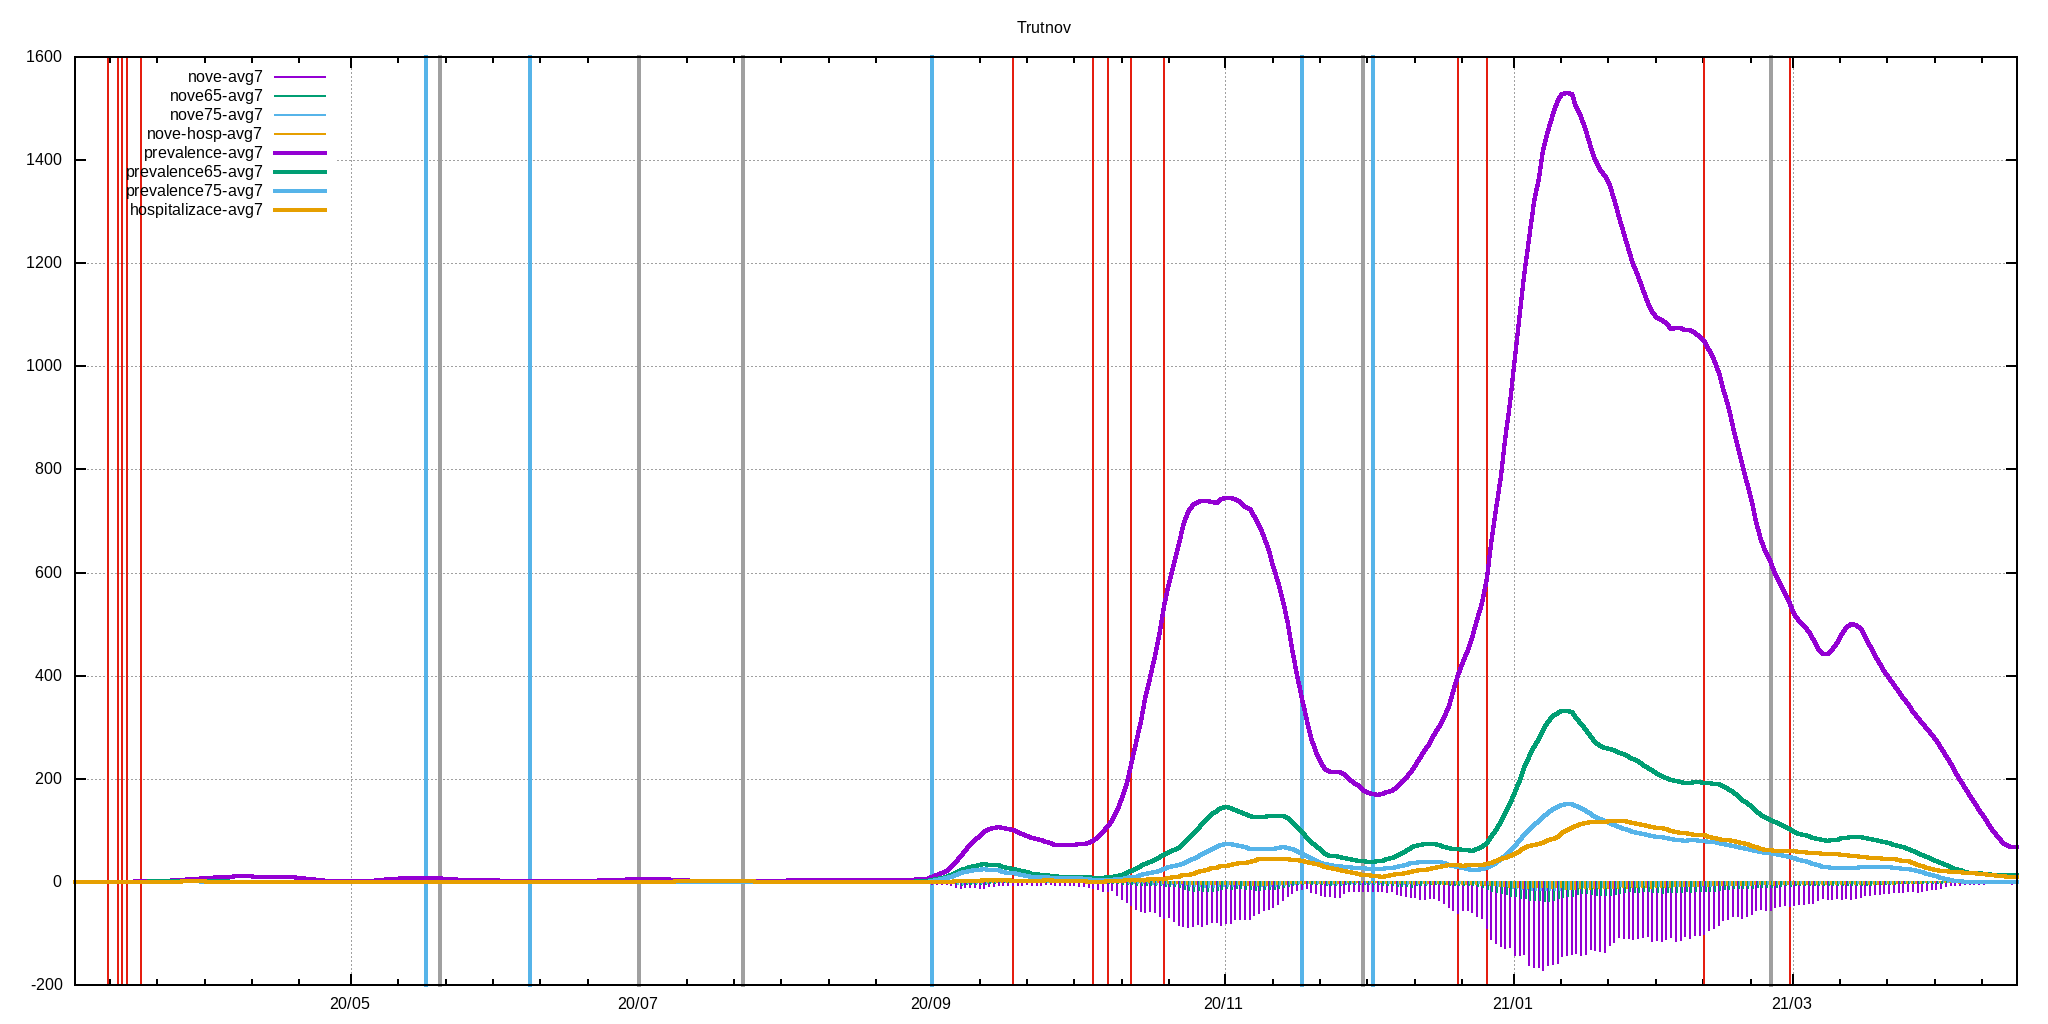 Trutnov
1600
1400
1200
1000
800
600
400
200
0
-200
nove-avg7
nove65-avg7
nove75-avg7
nove-hosp-avg7
prevalence-avg7
prevalence65-avg7
prevalence75-avg7
hospitalizace-avg7
20/05
20/07
20/09
20/11
21/01
21/03